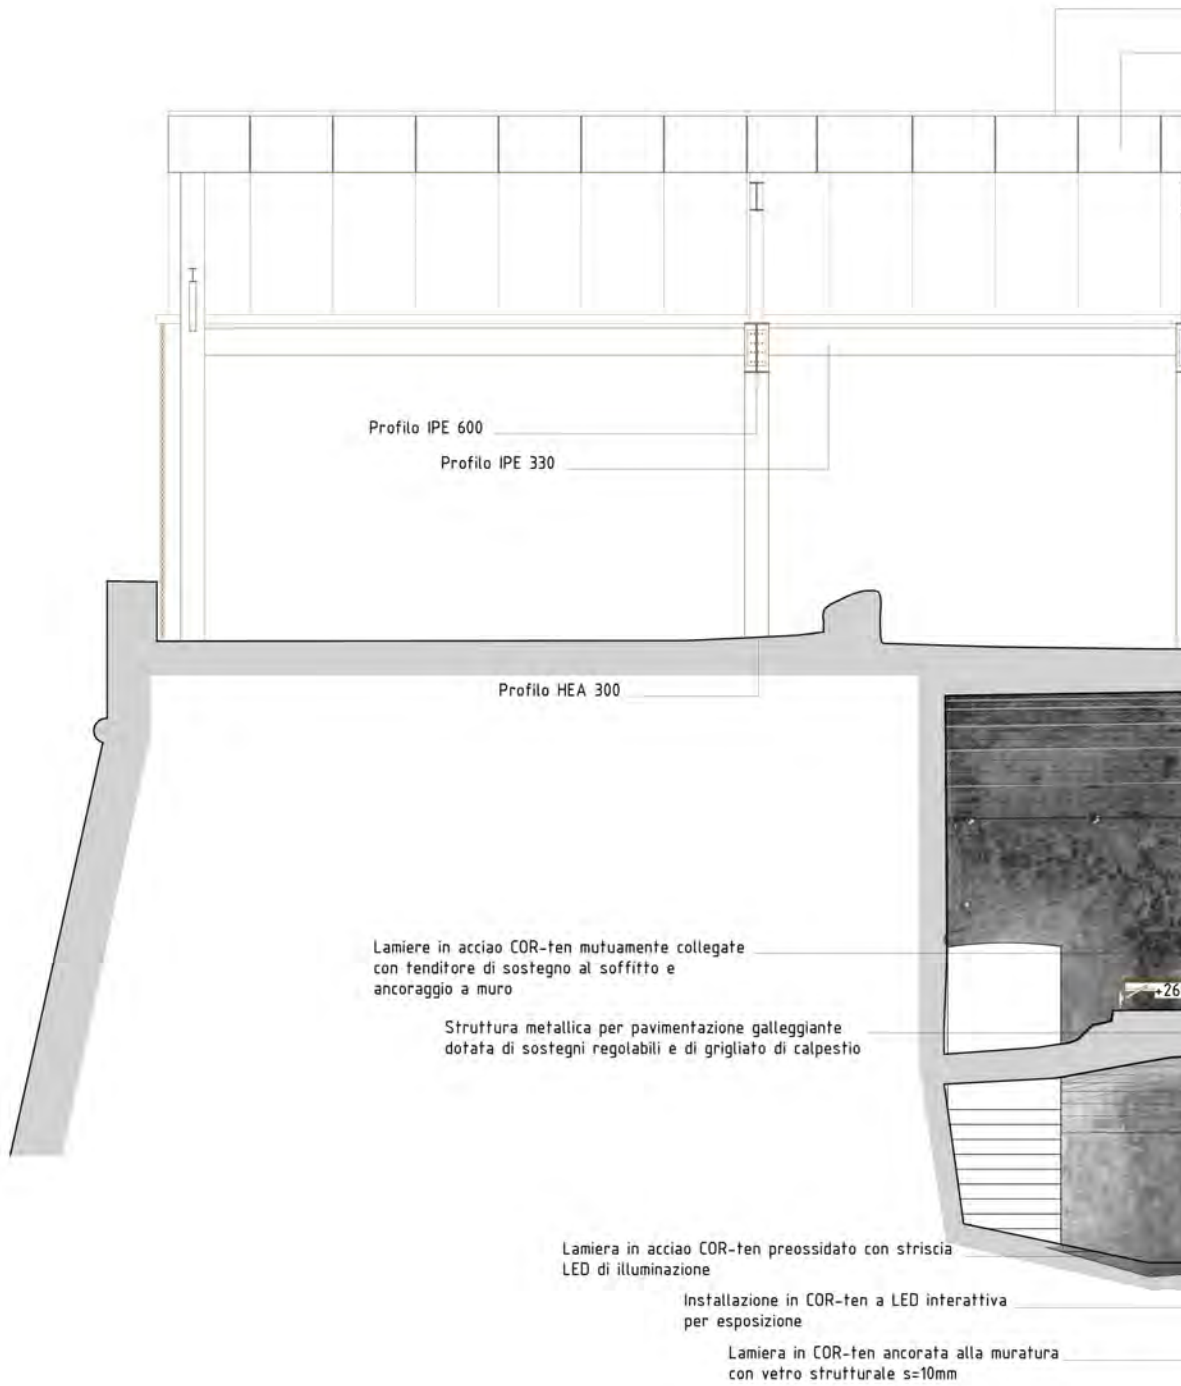 Profilo IPE 600
Profilo IPE 330
Profilo HEA 300
Lamiere in acciao COR-ten mutuamente collegate
con tenditore di sostegno al soffitto e
ancoraggio a muro
+26
Struttura metallica per pavimentazione galleggiante
dotata di sostegni regolabili e di grigliato di calpestio
Lamiera in acciao COR-ten preossidato con striscia
LED di illuminazione
Installazione in COR-ten a LED interattiva
per esposizione
Lamiera in COR-ten ancorata alla muratura
con vetro strutturale s=10mm